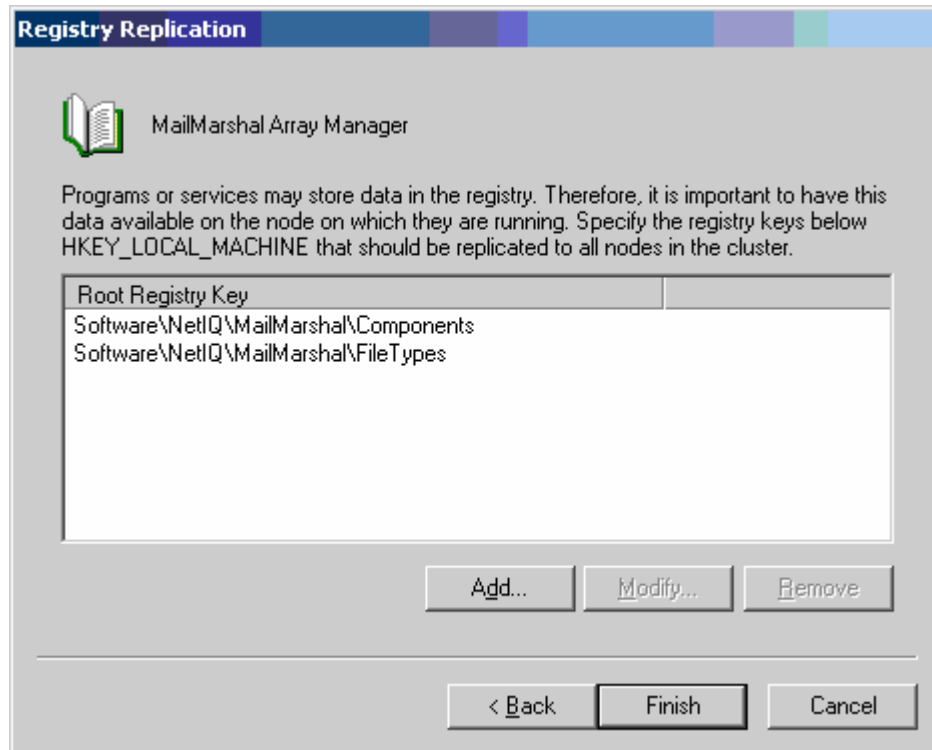 Registry Replication
MailMarshal Array Manager
Programs or services may store data in the registry. Therefore, it is important to have this
data available on the node on which they are running. Specify the registry keys below
HKEY_LOCAL_MACHINE that should be replicated to all nodes in the cluster.
Root Registry Key
Software\NetIQ\MailMarshal\Components
Software\NetIQ\MailMarshal\FileTypes
Add... Modify... Remove
< Back Finish Cancel